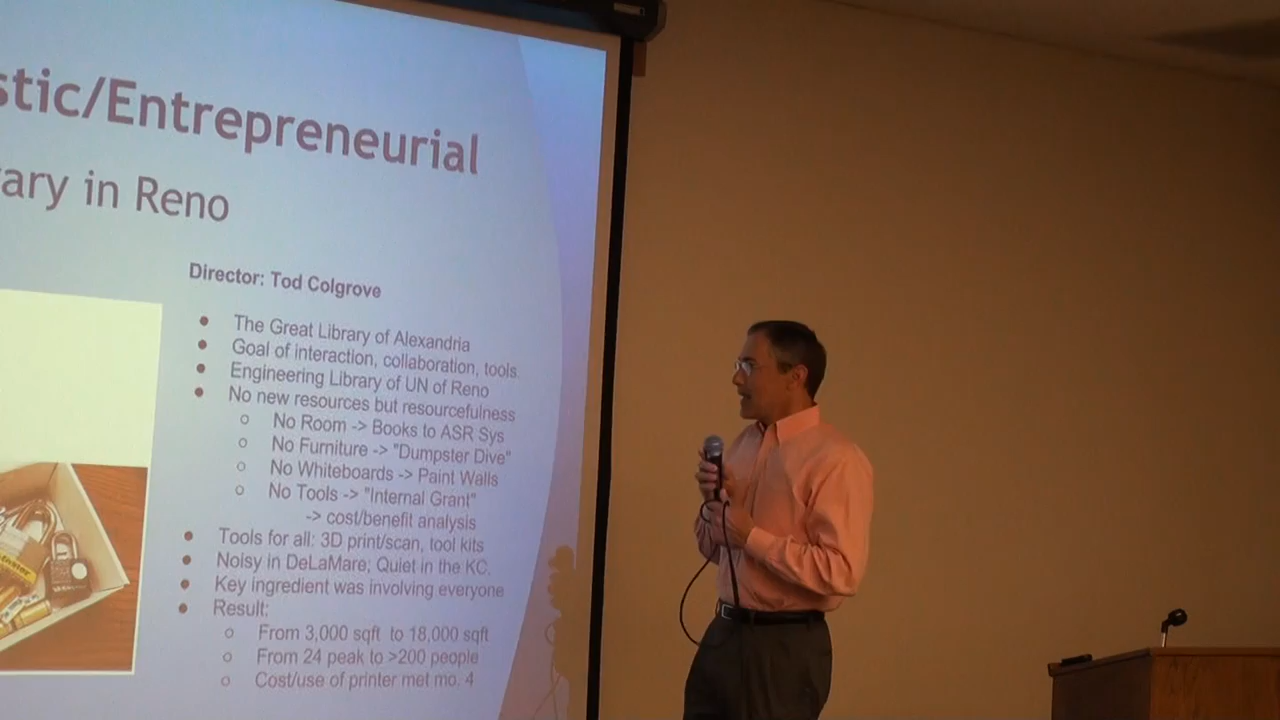 stic/Entrepreneurial
rary in Reno
Director: Tod Colgrove
The Great Library of Alexandria
Goal of interaction, collaboration, tools.
Engineering Library of UN of Reno
No new resources but resourcefulness
No Room -> Books to ASR Sys
No Furniture -> "Dumpster Dive"
No Whiteboards -> Paint Walls
No Tools -> "Internal Grant"
-> cost/benefit analysis
Tools for all: 3D print/scan, tool kits
Noisy in DeLaMare; Quiet in the KC.
Key ingredient was involving everyone
Result:
From 3,000 sqft to 18,000 sqft
From 24 peak to >200 people
Cost/use of printer met mo. 4